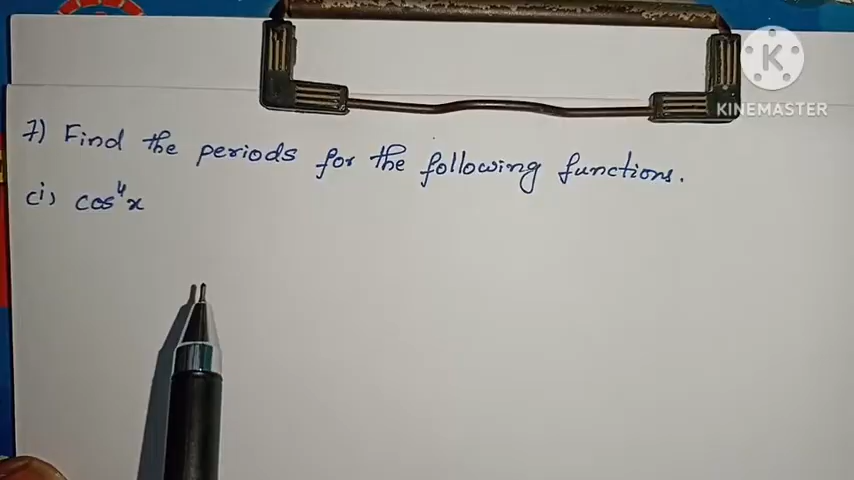 7) Find the periods for the following functions.
(i) cos⁴x
KINEMASTER